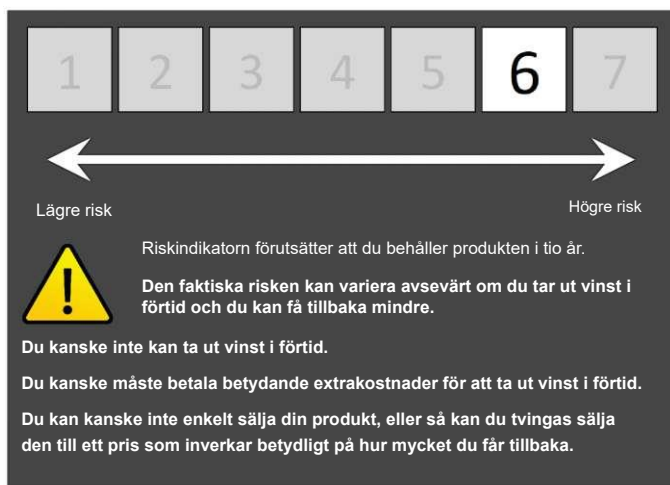 1 2 3 4 5 6 7
Lägre risk
Högre risk
Riskindikatorn förutsätter att du behåller produkten i tio år.
Den faktiska risken kan variera avsevärt om du tar ut vinst i
förtid och du kan få tillbaka mindre.
Du kanske inte kan ta ut vinst i förtid.
Du kanske måste betala betydande extrakostnader för att ta ut vinst i förtid.
Du kan kanske inte enkelt sälja din produkt, eller så kan du tvingas sälja
den till ett pris som inverkar betydligt på hur mycket du får tillbaka.